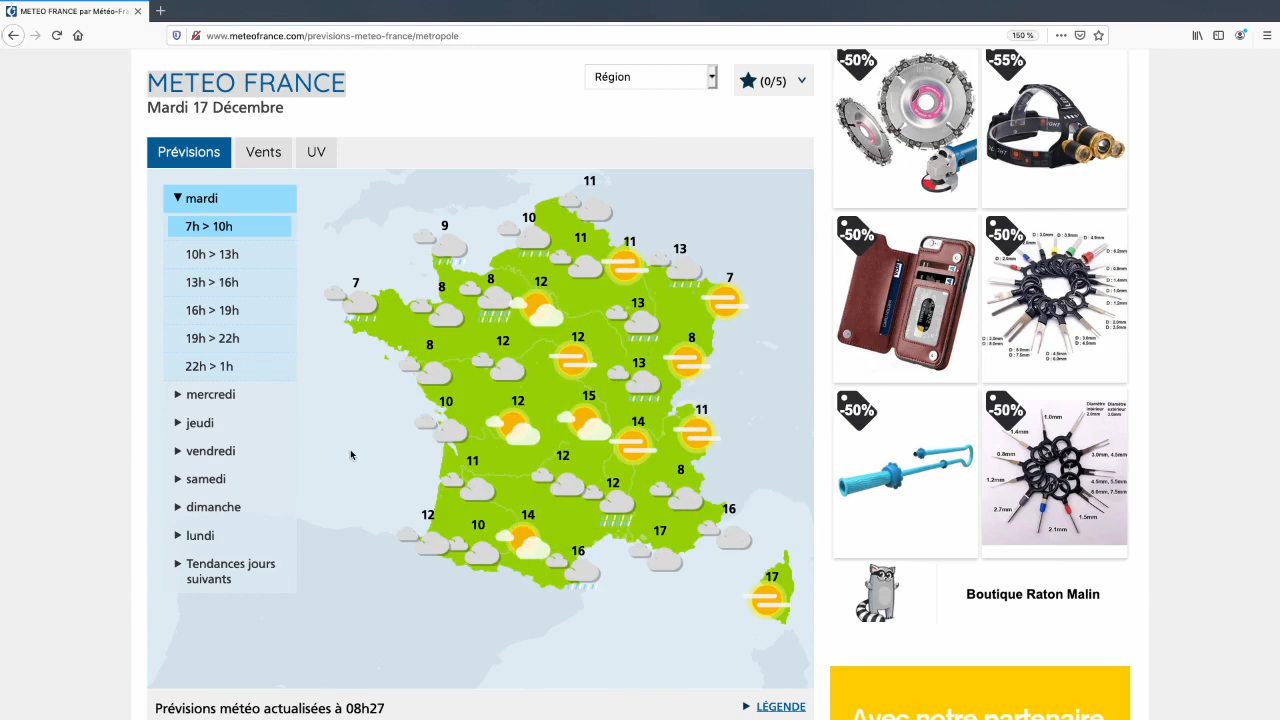 METEO FRANCE par Météo-Fra
www.meteofrance.com/previsions-meteo-france/metropole
150 %
METEO FRANCE
Mardi 17 Décembre
Région
(0/5)
Prévisions
Vents
UV
mardi
7h > 10h
10h > 13h
13h > 16h
16h > 19h
19h > 22h
22h > 1h
mercredi
jeudi
vendredi
samedi
dimanche
lundi
Tendances jours
suivants
11
10
9
11
11
13
7
7
8
8
12
13
8
12
12
8
13
10
12
15
14
11
11
12
12
8
12
10
14
17
16
16
17
Prévisions météo actualisées à 08h27
LÉGENDE
-50%
-55%
-50%
-50%
-50%
-50%
Boutique Raton Malin
Avec notre partenaire